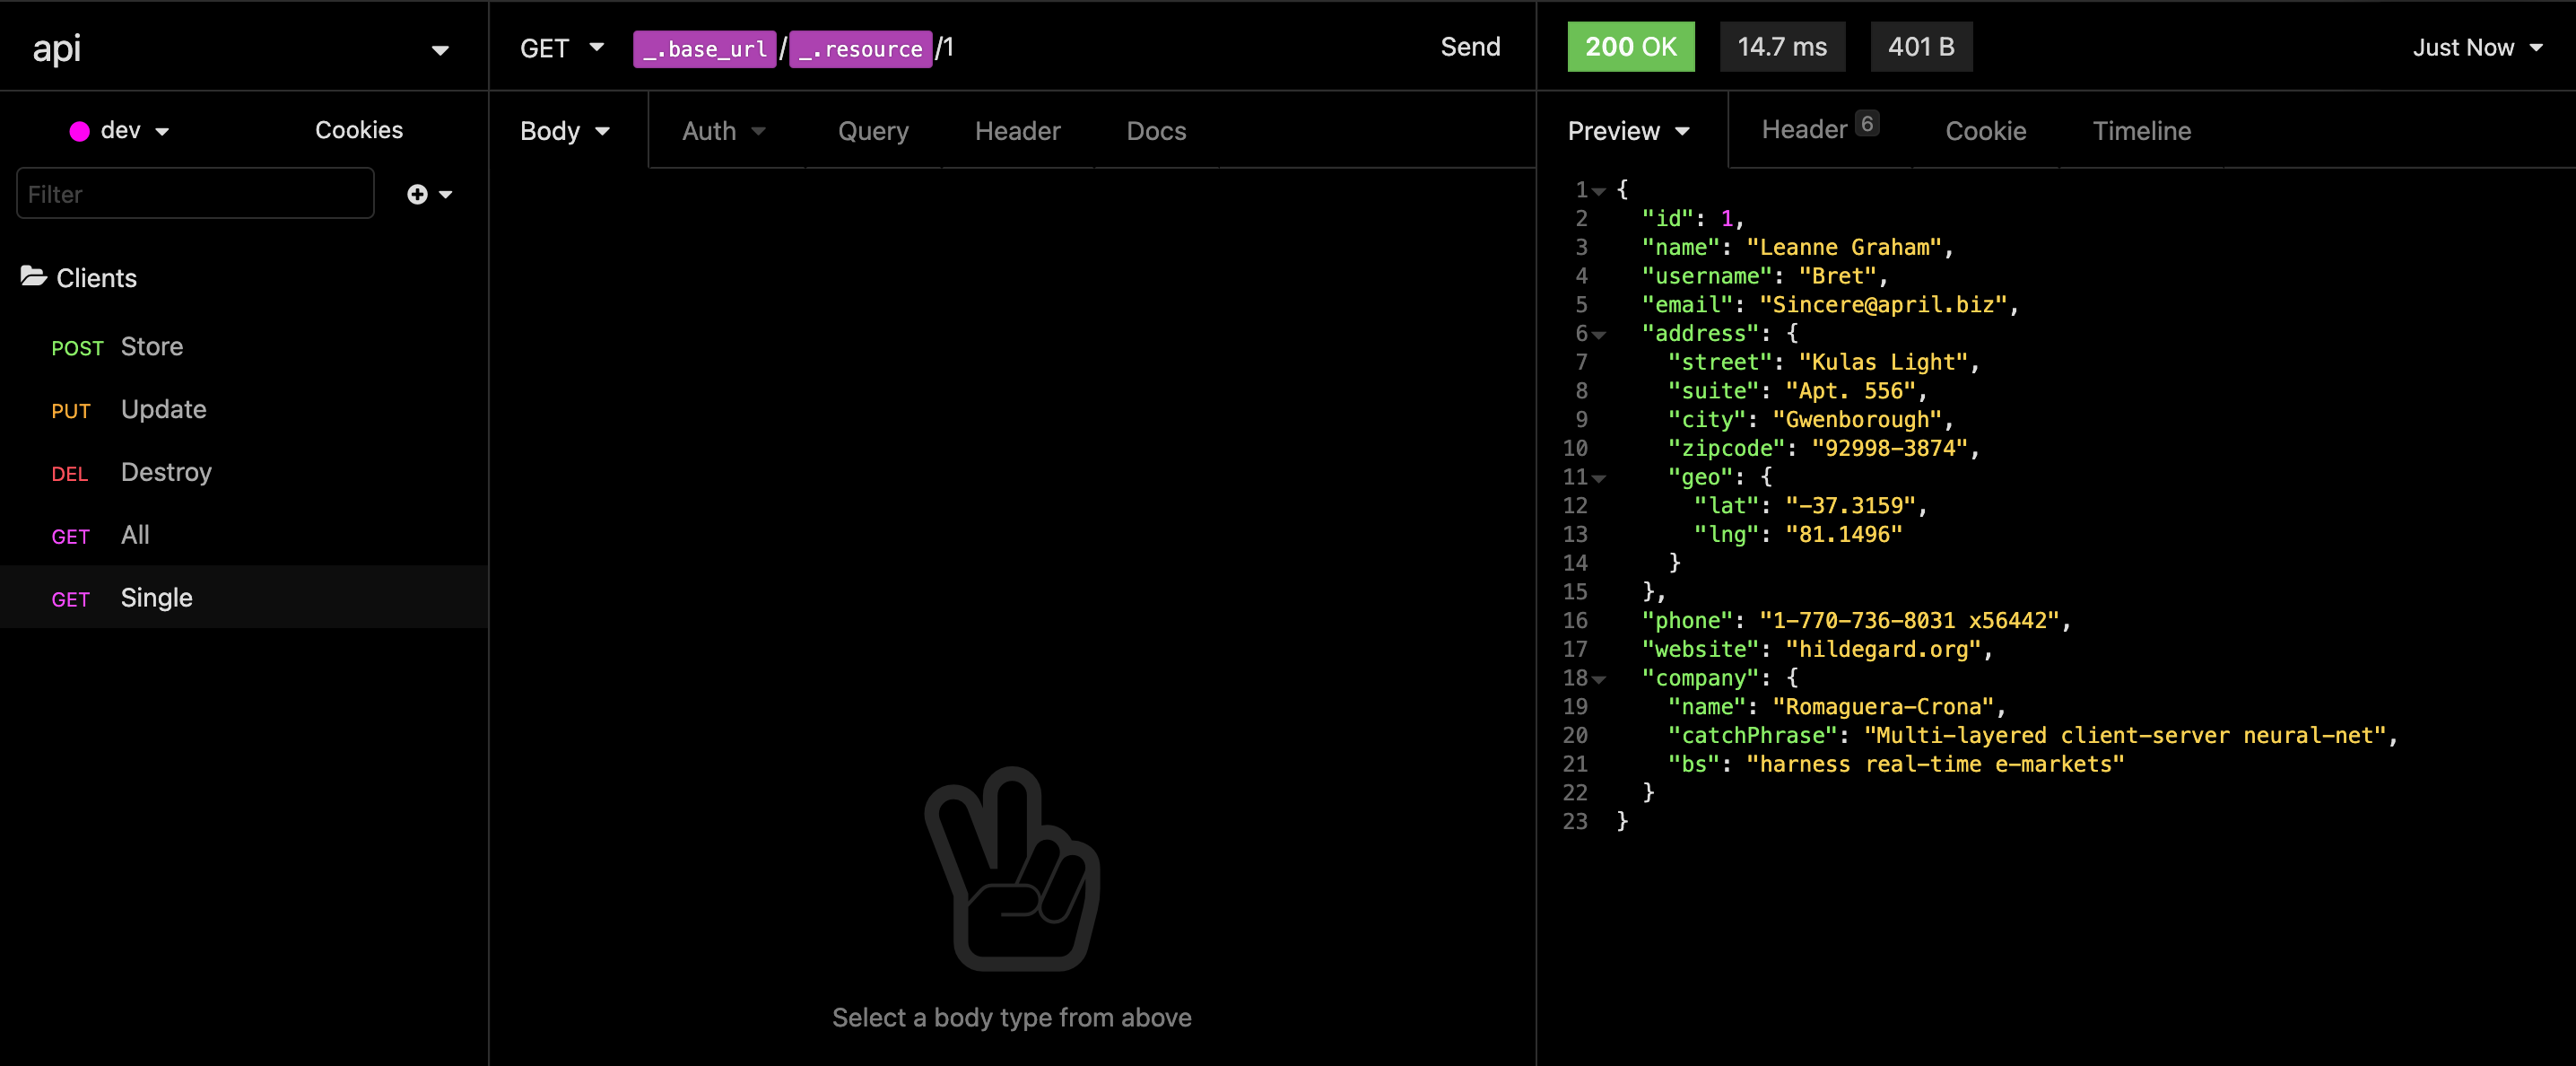 api
dev
Cookies
Filter
Clients
POST Store
PUT Update
DEL Destroy
GET All
GET Single
GET _.base_url/_.resource/1 Send
Body Auth Query Header Docs
Select a body type from above
200 OK 14.7 ms 401 B Just Now
Preview Header 6 Cookie Timeline
1 {
2 "id": 1,
3 "name": "Leanne Graham",
4 "username": "Bret",
5 "email": "Sincere@april.biz",
6 "address": {
7 "street": "Kulas Light",
8 "suite": "Apt. 556",
9 "city": "Gwenborough",
10 "zipcode": "92998-3874",
11 "geo": {
12 "lat": "-37.3159",
13 "lng": "81.1496"
14 }
15 },
16 "phone": "1-770-736-8031 x56442",
17 "website": "hildegard.org",
18 "company": {
19 "name": "Romaguera-Crona",
20 "catchPhrase": "Multi-layered client-server neural-net",
21 "bs": "harness real-time e-markets"
22 }
23 }